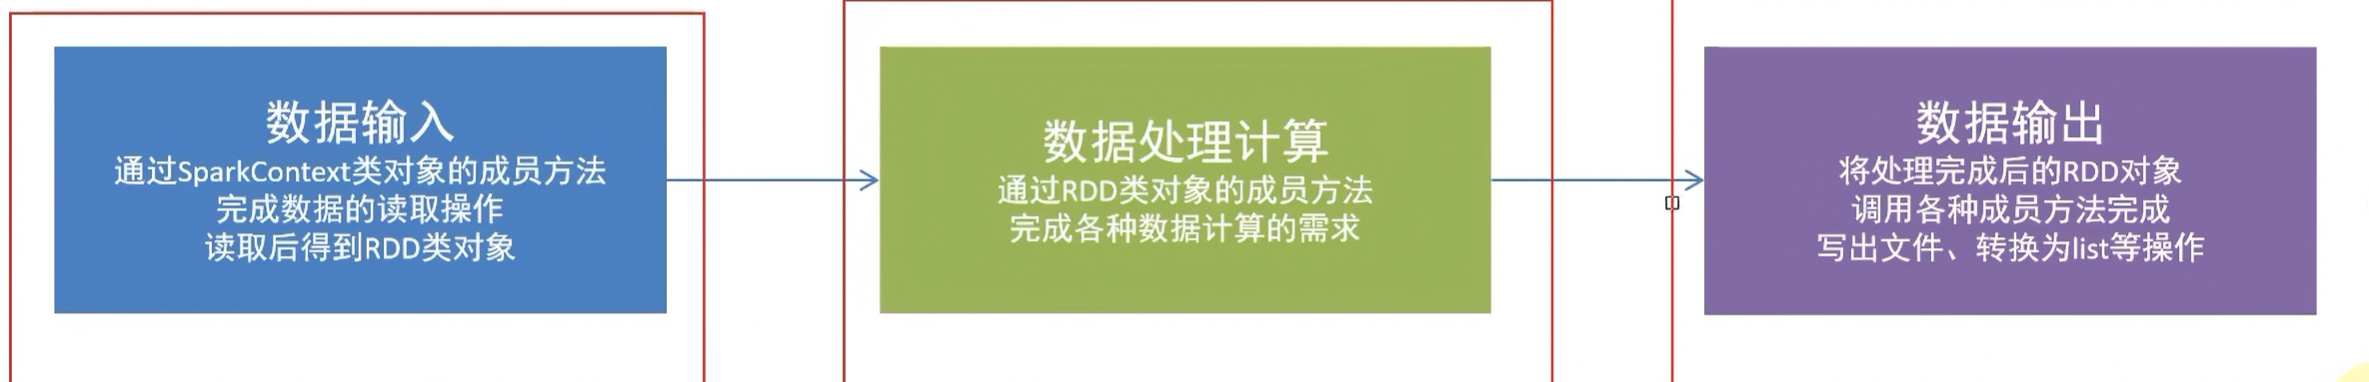 数据输入
通过SparkContext类对象的成员方法
完成数据的读取操作
读取后得到RDD类对象
数据处理计算
通过RDD类对象的成员方法
完成各种数据计算的需求
数据输出
将处理完成后的RDD对象
调用各种成员方法完成
写出文件、转换为list等操作